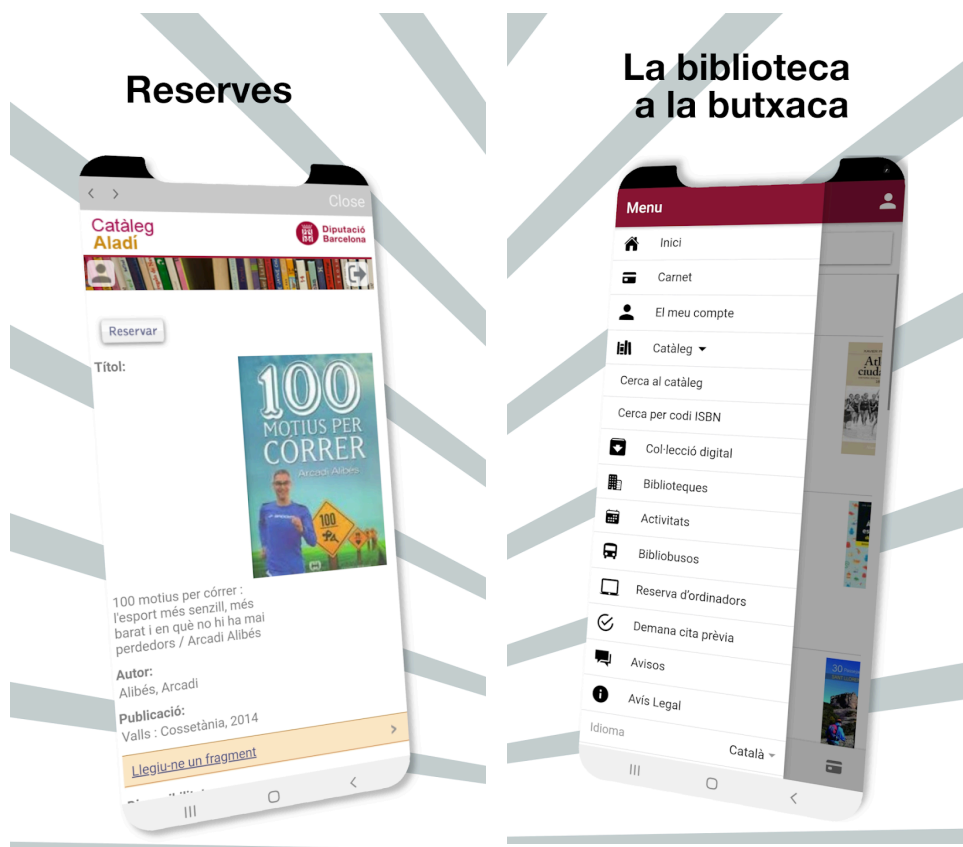 Reserves
Close
Catàleg
Aladí
Diputació
Barcelona
Reservar
Títol:
100
MOTIUS PER
CÓRRER
Arcadi Alibés
100
100 motius per córrer :
l'esport més senzill, més
barat i en què no hi ha mai
perdedors / Arcadi Alibés
Autor:
Alibés, Arcadi
Publicació:
Valls : Cossetània, 2014
Llegiu-ne un fragment
La biblioteca
a la butxaca
Menu
Inici
Carnet
El meu compte
Catàleg
Cerca al catàleg
Cerca per codi ISBN
Col·lecció digital
Biblioteques
Activitats
Bibliobusos
Reserva d'ordinadors
Demana cita prèvia
Avisos
Avís Legal
Idioma
Català
Atl
ciuda
30